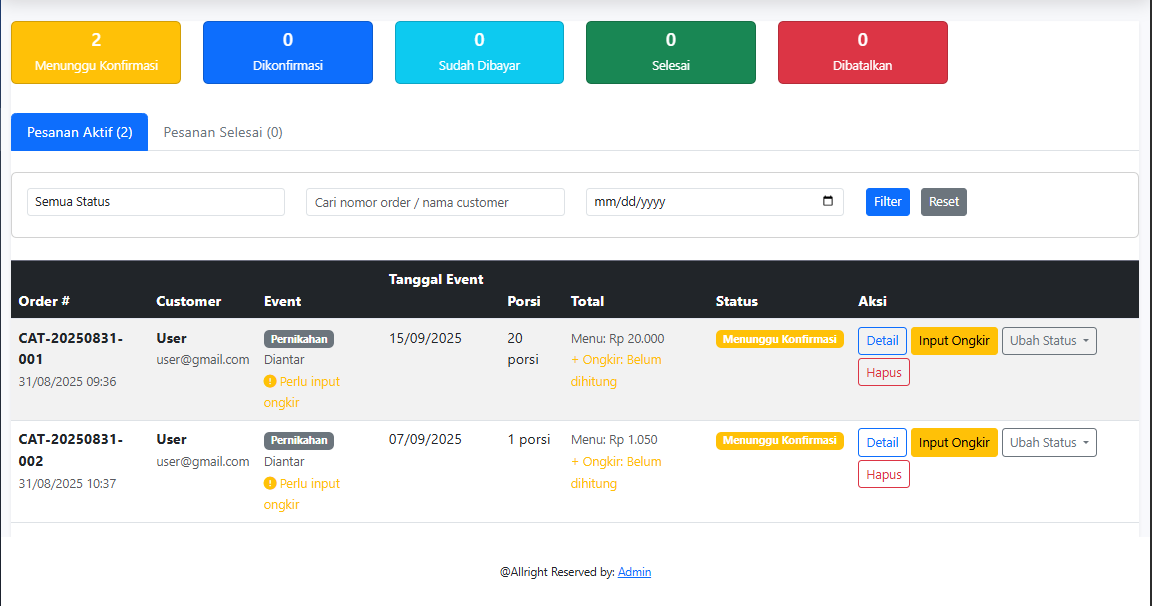 2 0 0 0 0
Menunggu Konfirmasi Dikonfirmasi Sudah Dibayar Selesai Dibatalkan
Pesanan Aktif (2) Pesanan Selesai (0)
Semua Status Cari nomor order / nama customer mm/dd/yyyy Filter Reset
Tanggal Event
Order # Customer Event Porsi Total Status Aksi
CAT-20250831- User Pernikahan 15/09/2025 20 Menu: Rp 20.000 Menunggu Konfirmasi Detail Input Ongkir Ubah Status
001 user@gmail.com Diantar porsi + Ongkir: Belum
31/08/2025 09:36 Perlu input dihitung Hapus
ongkir
CAT-20250831- User Pernikahan 07/09/2025 1 porsi Menu: Rp 1.050 Menunggu Konfirmasi Detail Input Ongkir Ubah Status
002 user@gmail.com Diantar + Ongkir: Belum
31/08/2025 10:37 Perlu input dihitung Hapus
ongkir
@Allright Reserved by: Admin